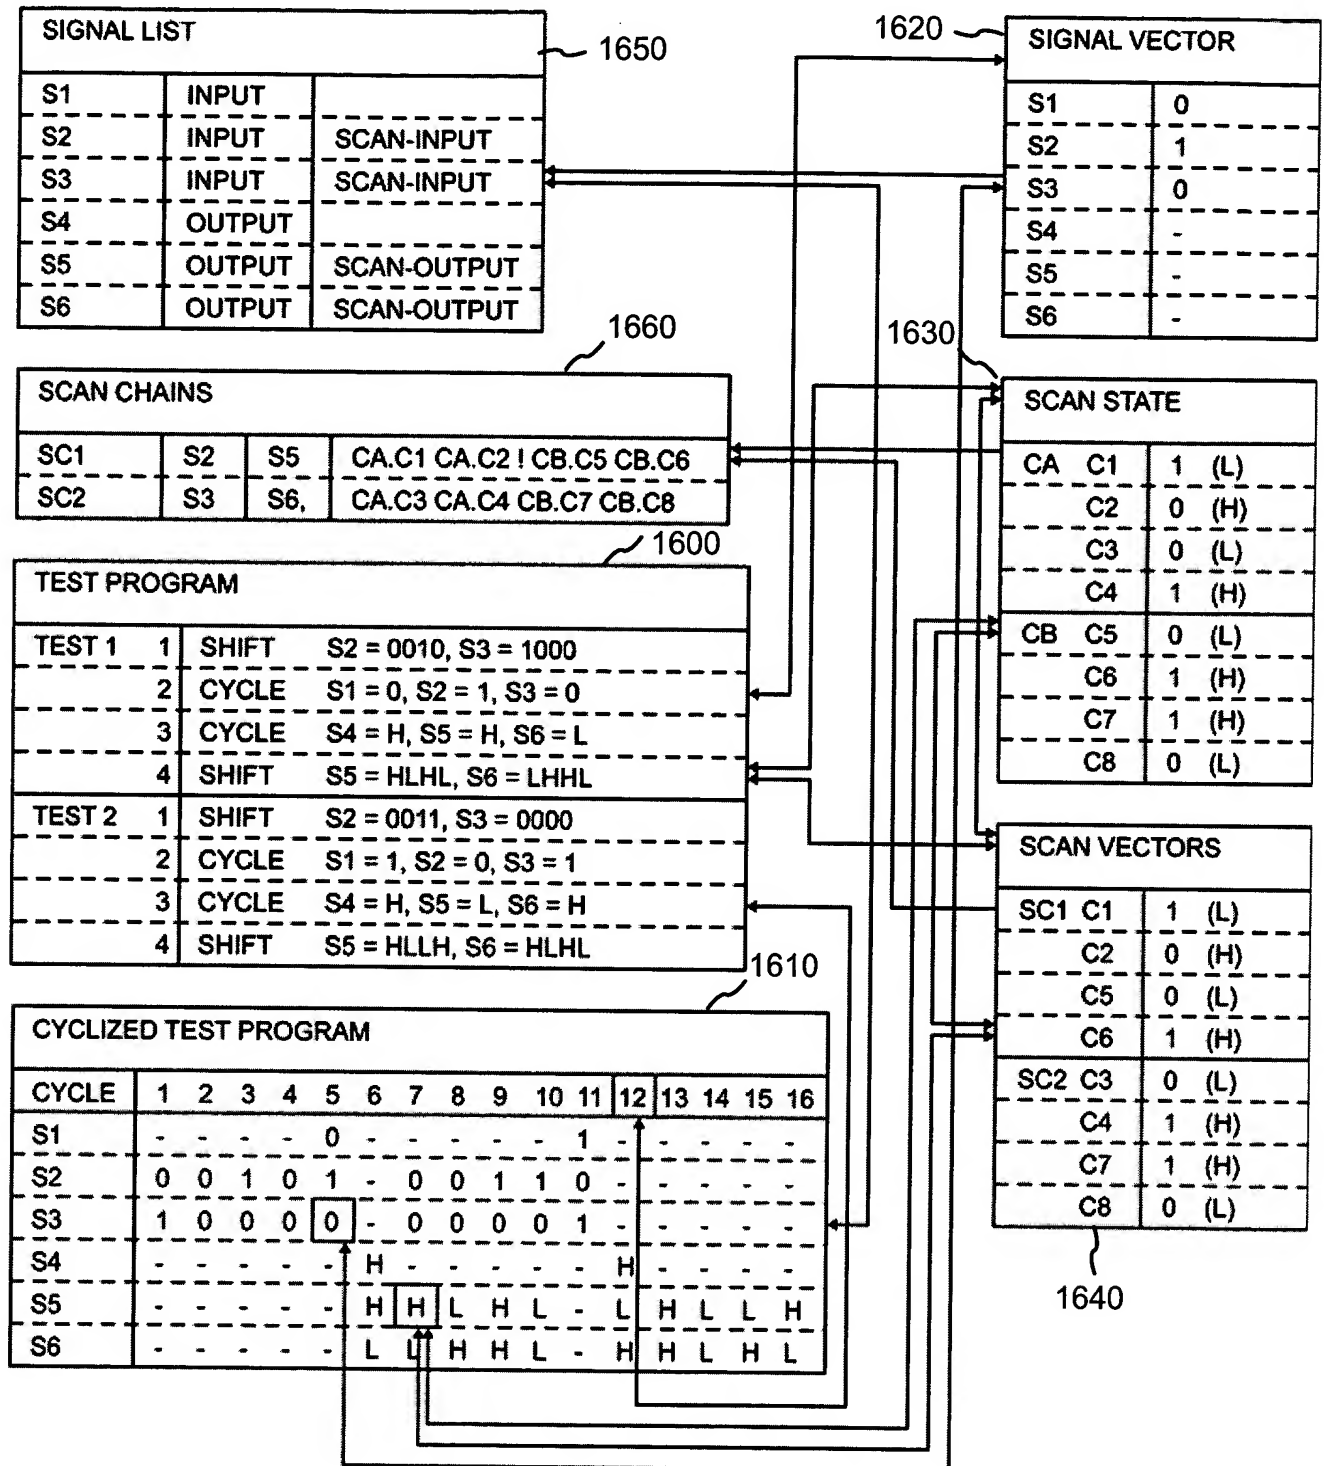 SIGNAL LIST
1650
S1 INPUT
S2 INPUT SCAN-INPUT
S3 INPUT SCAN-INPUT
S4 OUTPUT
S5 OUTPUT SCAN-OUTPUT
S6 OUTPUT SCAN-OUTPUT
1660
SCAN CHAINS
SC1 S2 S5 CA.C1 CA.C2 ! CB.C5 CB.C6
SC2 S3 S6, CA.C3 CA.C4 CB.C7 CB.C8
1600
TEST PROGRAM
TEST 1 1 SHIFT S2 = 0010, S3 = 1000
2 CYCLE S1 = 0, S2 = 1, S3 = 0
3 CYCLE S4 = H, S5 = H, S6 = L
4 SHIFT S5 = HLHL, S6 = LHHL
TEST 2 1 SHIFT S2 = 0011, S3 = 0000
2 CYCLE S1 = 1, S2 = 0, S3 = 1
3 CYCLE S4 = H, S5 = L, S6 = H
4 SHIFT S5 = HLLH, S6 = HLHL
1610
CYCLIZED TEST PROGRAM
CYCLE 1 2 3 4 5 6 7 8 9 10 11 12 13 14 15 16
S1 - - - - 0 - - - - - 1 - - - - -
S2 0 0 1 0 1 - 0 0 1 1 0 - - - - -
S3 1 0 0 0 0 - 0 0 0 0 1 - - - - -
S4 - - - - - H - - - - - H - - - -
S5 - - - - - H H L H L - L H L L H
S6 - - - - - L L H H L - H H L H L
1620
SIGNAL VECTOR
S1 0
S2 1
S3 0
S4 -
S5 -
S6 -
1630
SCAN STATE
CA C1 1 (L)
C2 0 (H)
C3 0 (L)
C4 1 (H)
CB C5 0 (L)
C6 1 (H)
C7 1 (H)
C8 0 (L)
SCAN VECTORS
SC1 C1 1 (L)
C2 0 (H)
C5 0 (L)
C6 1 (H)
SC2 C3 0 (L)
C4 1 (H)
C7 1 (H)
C8 0 (L)
1640